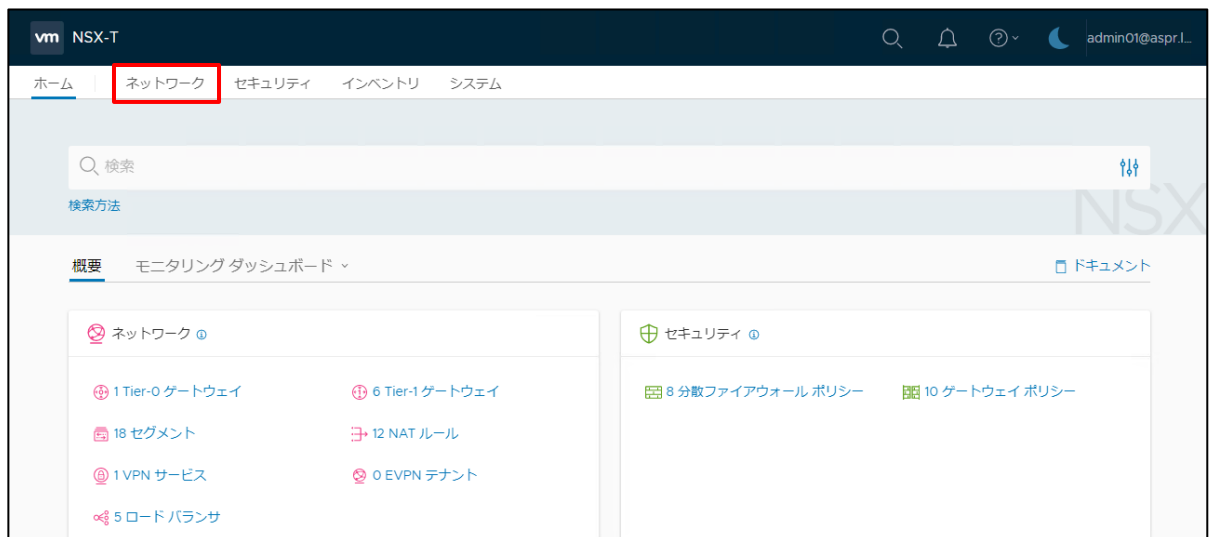 vm NSX-T admin01@aspr.l...
ホーム ネットワーク セキュリティ インベントリ システム
検索
検索方法
NSX
概要 モニタリング ダッシュボード ドキュメント
ネットワーク セキュリティ
1 Tier-0 ゲートウェイ 6 Tier-1 ゲートウェイ 8 分散ファイアウォール ポリシー 10 ゲートウェイ ポリシー
18 セグメント 12 NAT ルール
1 VPN サービス 0 EVPN テナント
5 ロード バランサ